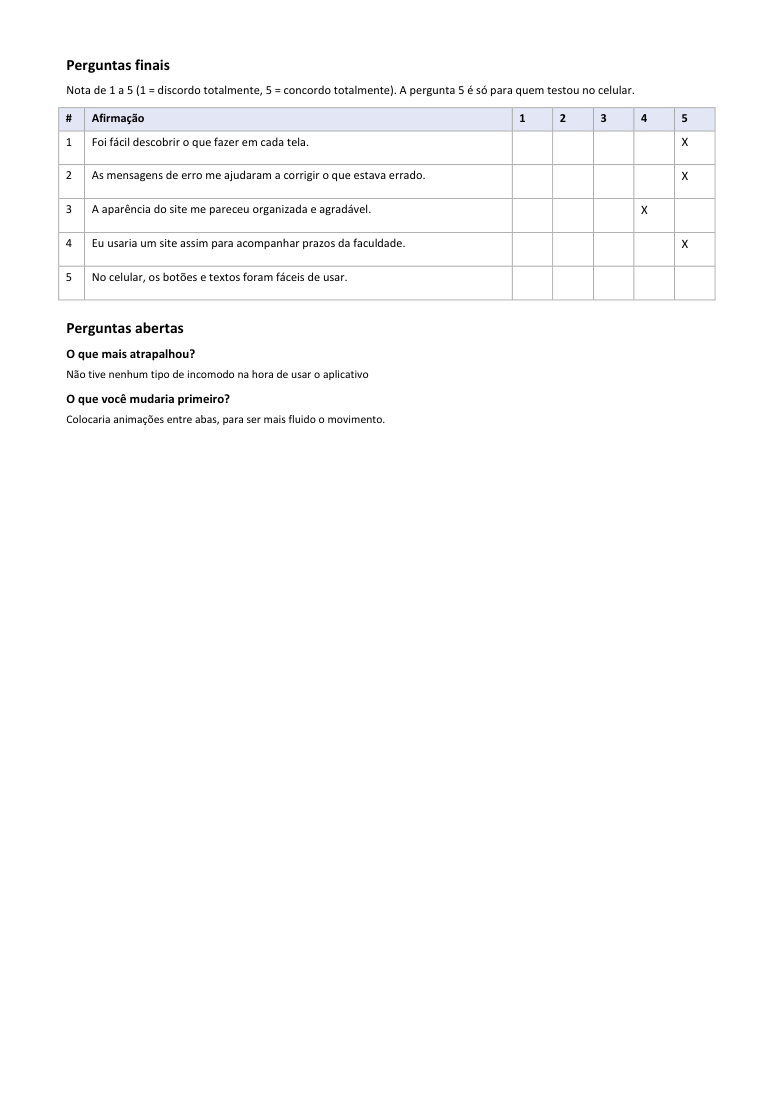 Perguntas finais
Nota de 1 a 5 (1 = discordo totalmente, 5 = concordo totalmente). A pergunta 5 é só para quem testou no celular.
# Afirmação 1 2 3 4 5
1 Foi fácil descobrir o que fazer em cada tela. X
2 As mensagens de erro me ajudaram a corrigir o que estava errado. X
3 A aparência do site me pareceu organizada e agradável. X
4 Eu usaria um site assim para acompanhar prazos da faculdade. X
5 No celular, os botões e textos foram fáceis de usar.
Perguntas abertas
O que mais atrapalhou?
Não tive nenhum tipo de incomodo na hora de usar o aplicativo
O que você mudaria primeiro?
Colocaria animações entre abas, para ser mais fluido o movimento.